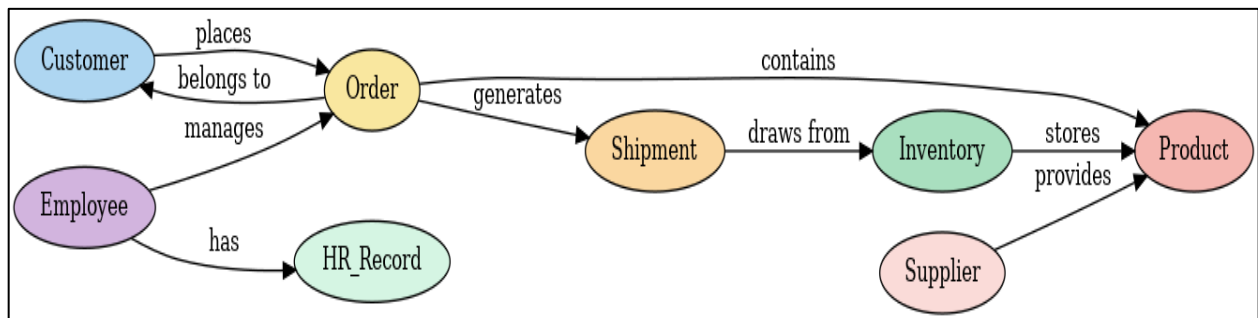 places
Customer
belongs to
Order
contains
generates
manages
Shipment
draws from
Inventory
stores
Product
provides
Employee
has
HR_Record
Supplier